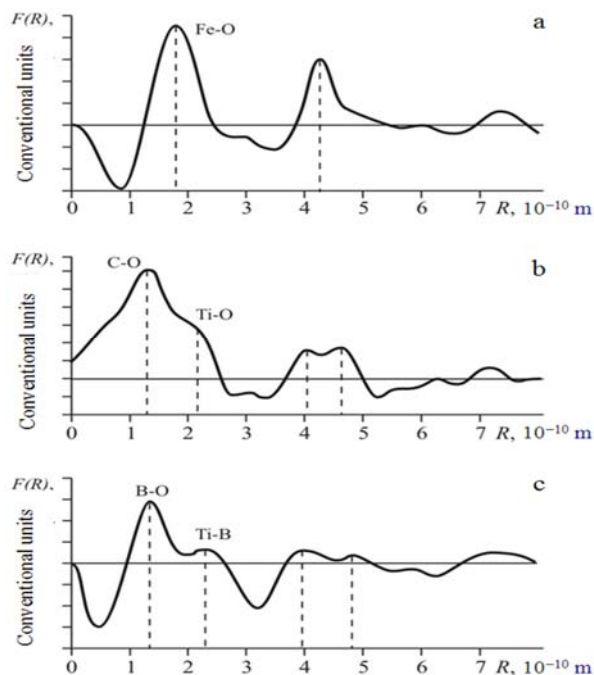 F(R),
a
Fe-O
Conventional units
0 1 2 3 4 5 6 7 R, 10⁻¹⁰ m
F(R),
b
C-O
Ti-O
Conventional units
0 1 2 3 4 5 6 7 R, 10⁻¹⁰ m
F(R),
c
B-O
Ti-B
Conventional units
0 1 2 3 4 5 6 7 R, 10⁻¹⁰ m